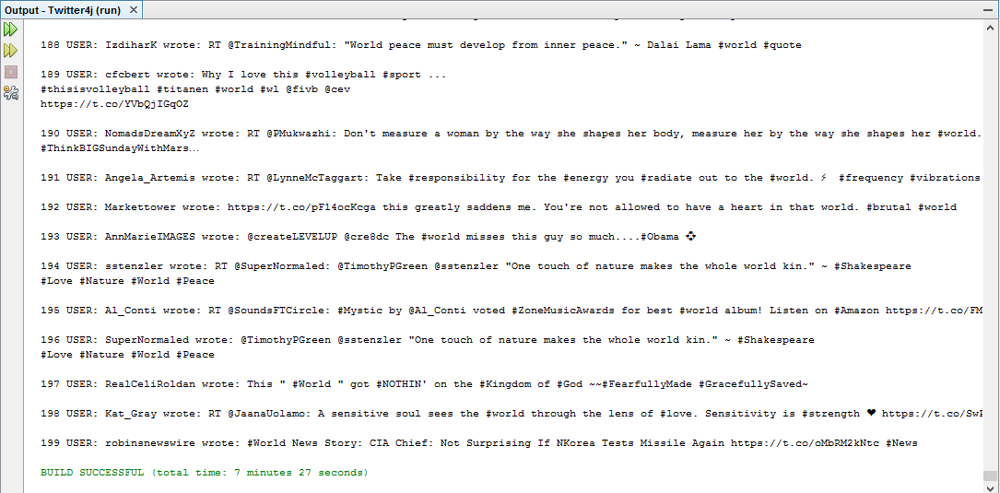 Output - Twitter4j (run)
188 USER: IzdiharK wrote: RT @TrainingMindful: "World peace must develop from inner peace." ~ Dalai Lama #world #quote
189 USER: cfcbert wrote: Why I love this #volleyball #sport ...
#thisisvolleyball #titanen #world #wl @fivb @cev
https://t.co/YVbQjIGqOZ
190 USER: NomadsDreamXyZ wrote: RT @PMukwazhi: Don't measure a woman by the way she shapes her body, measure her by the way she shapes her #world.
#ThinkBIGSundayWithMars…
191 USER: Angela_Artemis wrote: RT @LynneMcTaggart: Take #responsibility for the #energy you #radiate out to the #world. ⚡ #frequency #vibrations
192 USER: Markettower wrote: https://t.co/pF14ocKcga this greatly saddens me. You're not allowed to have a heart in that world. #brutal #world
193 USER: AnnMarieIMAGES wrote: @createLEVELUP @cre8dc The #world misses this guy so much....#Obama
194 USER: sstenzler wrote: RT @SuperNormaled: @TimothyPGreen @sstenzler "One touch of nature makes the whole world kin." ~ #Shakespeare
#Love #Nature #World #Peace
195 USER: Al_Conti wrote: RT @SoundsFTCircle: #Mystic by @Al_Conti voted #ZoneMusicAwards for best #world album! Listen on #Amazon https://t.co/FM
196 USER: SuperNormaled wrote: @TimothyPGreen @sstenzler "One touch of nature makes the whole world kin." ~ #Shakespeare
#Love #Nature #World #Peace
197 USER: RealCeliRoldan wrote: This " #World " got #NOTHIN' on the #Kingdom of #God ~~#FearfullyMade #GracefullySaved~
198 USER: Kat_Gray wrote: RT @JaanaUolamo: A sensitive soul sees the #world through the lens of #love. Sensitivity is #strength ❤ https://t.co/SwP
199 USER: robinsnewswire wrote: #World News Story: CIA Chief: Not Surprising If NKorea Tests Missile Again https://t.co/oMbRM2kNtc #News
BUILD SUCCESSFUL (total time: 7 minutes 27 seconds)